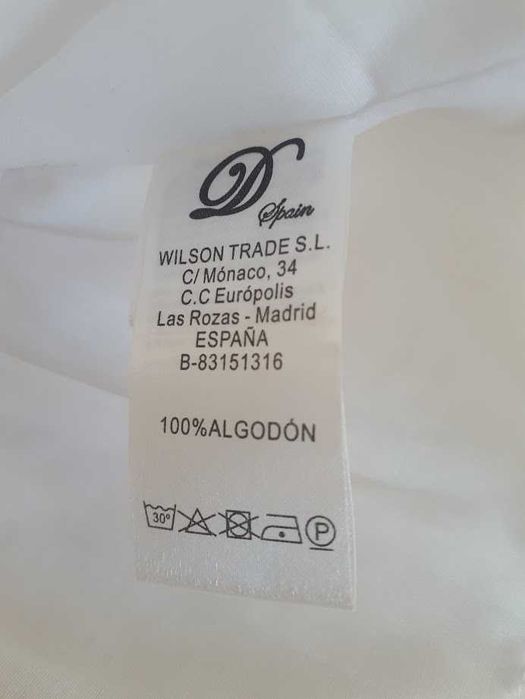 D
Spain
WILSON TRADE S.L.
C/ Mónaco, 34
C.C Európolis
Las Rozas - Madrid
ESPAÑA
B-83151316
100%ALGODÓN
30°
P